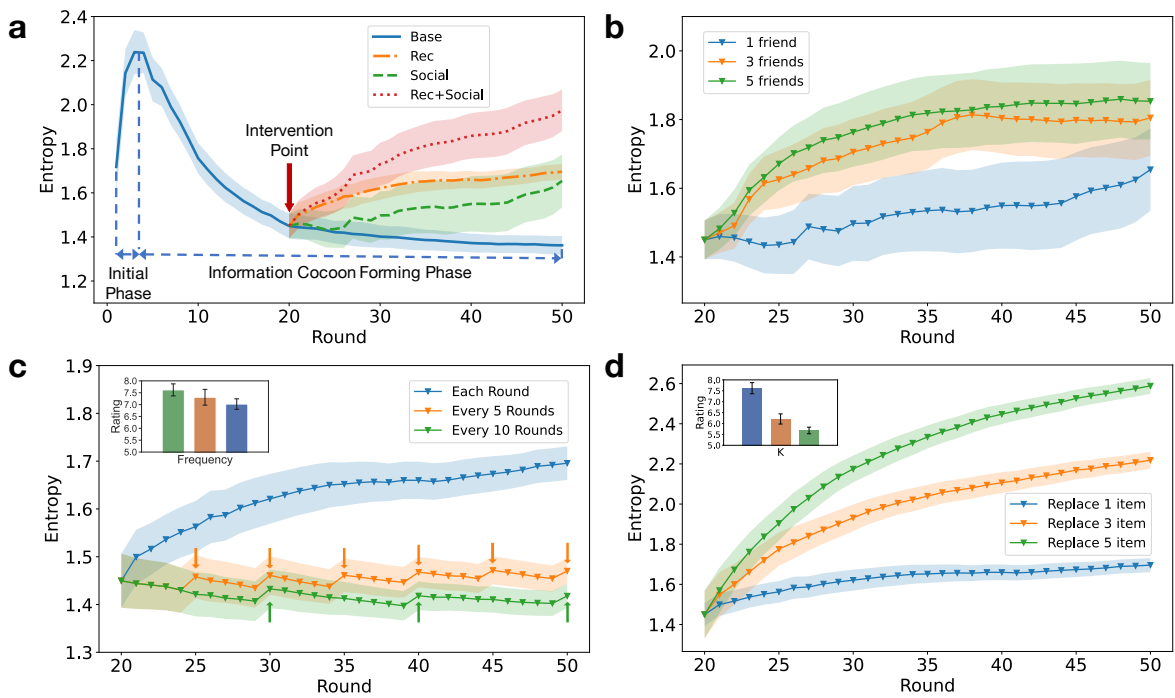 a
2.4
2.2
2.0
1.8
1.6
1.4
1.2
Entropy
Base
Rec
Social
Rec+Social
Intervention
Point
Initial
Phase
Information Cocoon Forming Phase
0
10
20
30
40
50
Round
b
2.0
1.8
1.6
1.4
Entropy
1 friend
3 friends
5 friends
20
25
30
35
40
45
50
Round
c
1.9
1.8
1.7
1.6
1.5
1.4
1.3
Entropy
8.0
7.5
7.0
6.5
6.0
5.5
5.0
Rating
Frequency
Each Round
Every 5 Rounds
Every 10 Rounds
20
25
30
35
40
45
50
Round
d
2.6
2.4
2.2
2.0
1.8
1.6
1.4
Entropy
8.0
7.5
7.0
6.5
6.0
5.5
5.0
Rating
K
Replace 1 item
Replace 3 item
Replace 5 item
20
25
30
35
40
45
50
Round